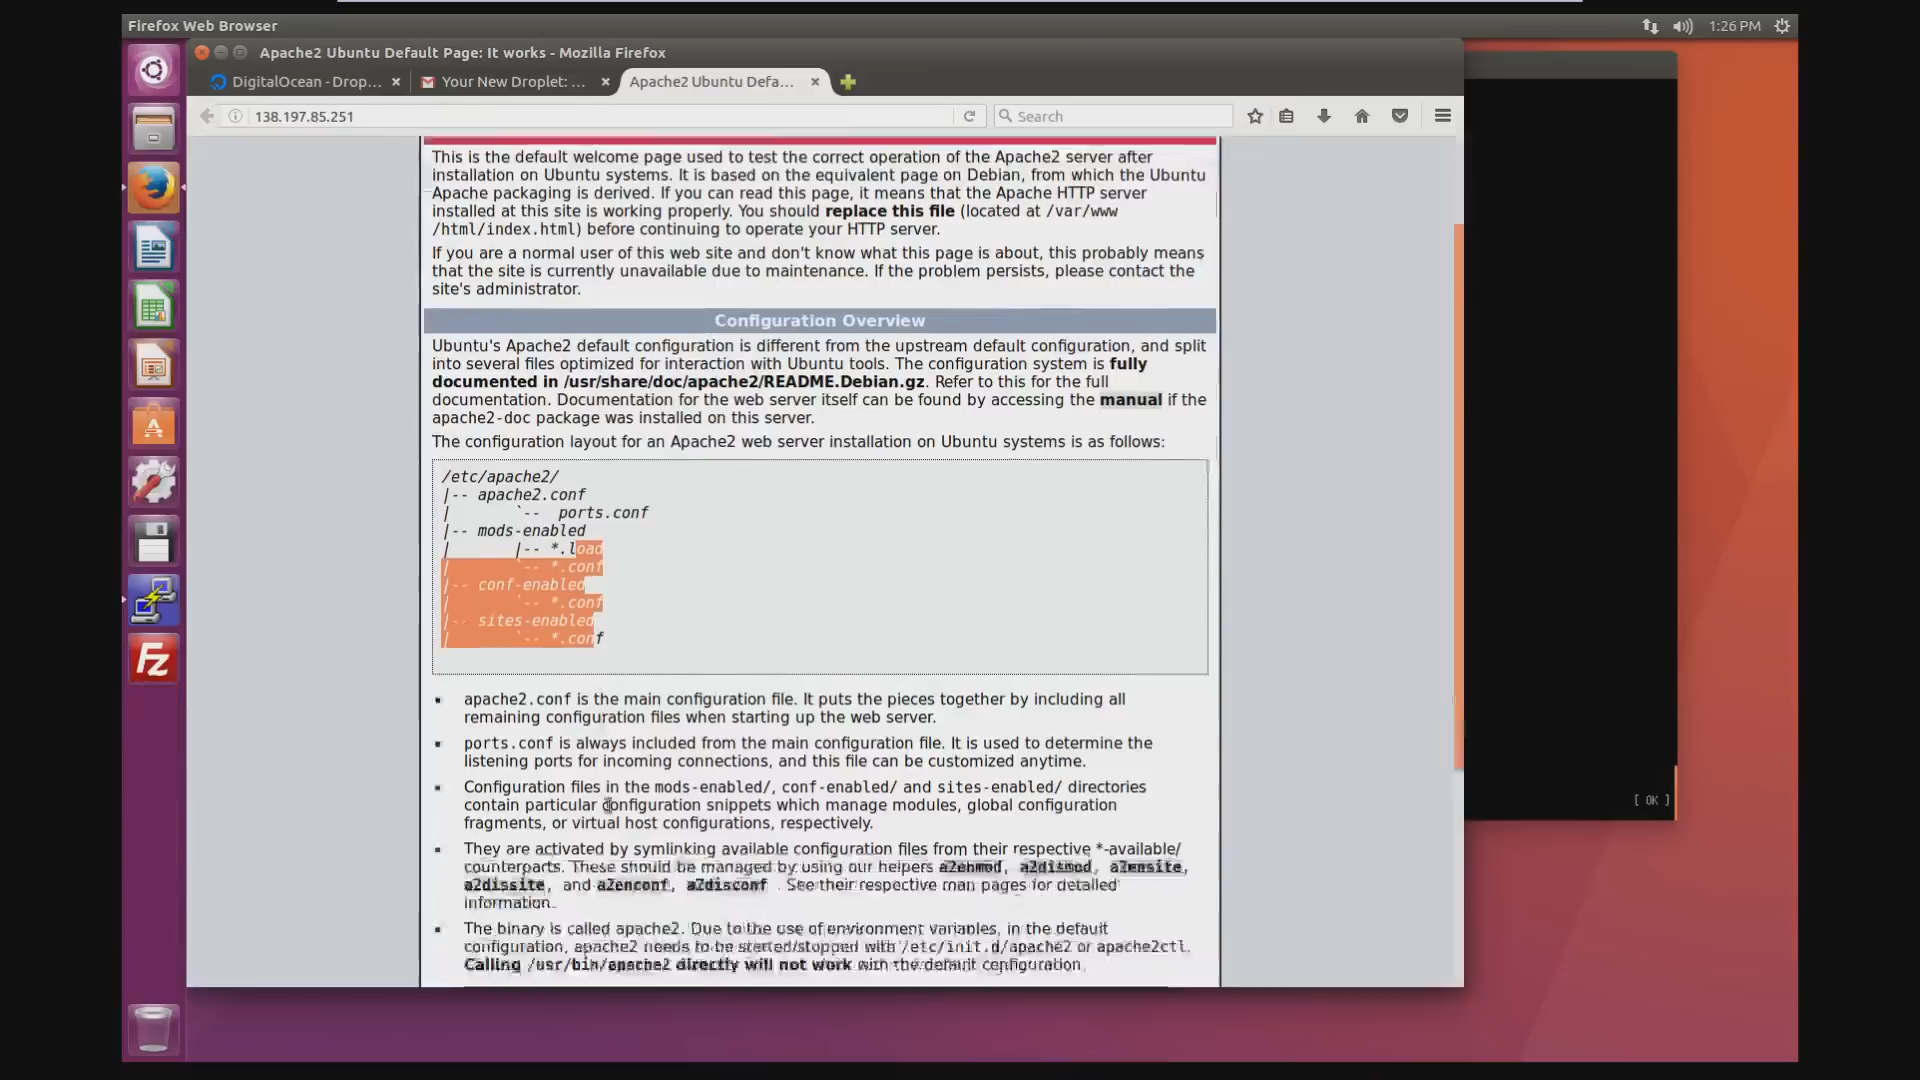 Firefox Web Browser
1:26 PM
Apache2 Ubuntu Default Page: It works - Mozilla Firefox
DigitalOcean - Drop...
Your New Droplet: ...
Apache2 Ubuntu Defa...
138.197.85.251
Search
This is the default welcome page used to test the correct operation of the Apache2 server after
installation on Ubuntu systems. It is based on the equivalent page on Debian, from which the Ubuntu
Apache packaging is derived. If you can read this page, it means that the Apache HTTP server
installed at this site is working properly. You should replace this file (located at /var/www
/html/index.html) before continuing to operate your HTTP server.
If you are a normal user of this web site and don't know what this page is about, this probably means
that the site is currently unavailable due to maintenance. If the problem persists, please contact the
site's administrator.
Configuration Overview
Ubuntu's Apache2 default configuration is different from the upstream default configuration, and split
into several files optimized for interaction with Ubuntu tools. The configuration system is fully
documented in /usr/share/doc/apache2/README.Debian.gz. Refer to this for the full
documentation. Documentation for the web server itself can be found by accessing the manual if the
apache2-doc package was installed on this server.
The configuration layout for an Apache2 web server installation on Ubuntu systems is as follows:
/etc/apache2/
|-- apache2.conf
|       `--  ports.conf
|-- mods-enabled
|       |-- *.load
|       `-- *.conf
|-- conf-enabled
|       `-- *.conf
|-- sites-enabled
|       `-- *.conf
apache2.conf is the main configuration file. It puts the pieces together by including all
remaining configuration files when starting up the web server.
ports.conf is always included from the main configuration file. It is used to determine the
listening ports for incoming connections, and this file can be customized anytime.
Configuration files in the mods-enabled/, conf-enabled/ and sites-enabled/ directories
contain particular configuration snippets which manage modules, global configuration
fragments, or virtual host configurations, respectively.
They are activated by symlinking available configuration files from their respective *-available/
counterparts. These should be managed by using our helpers a2enmod, a2dismod, a2ensite,
a2dissite, and a2enconf, a2disconf . See their respective man pages for detailed
information.
The binary is called apache2. Due to the use of environment variables, in the default
configuration, apache2 needs to be started/stopped with /etc/init.d/apache2 or apache2ctl.
Calling /usr/bin/apache2 directly will not work with the default configuration.
[ OK ]